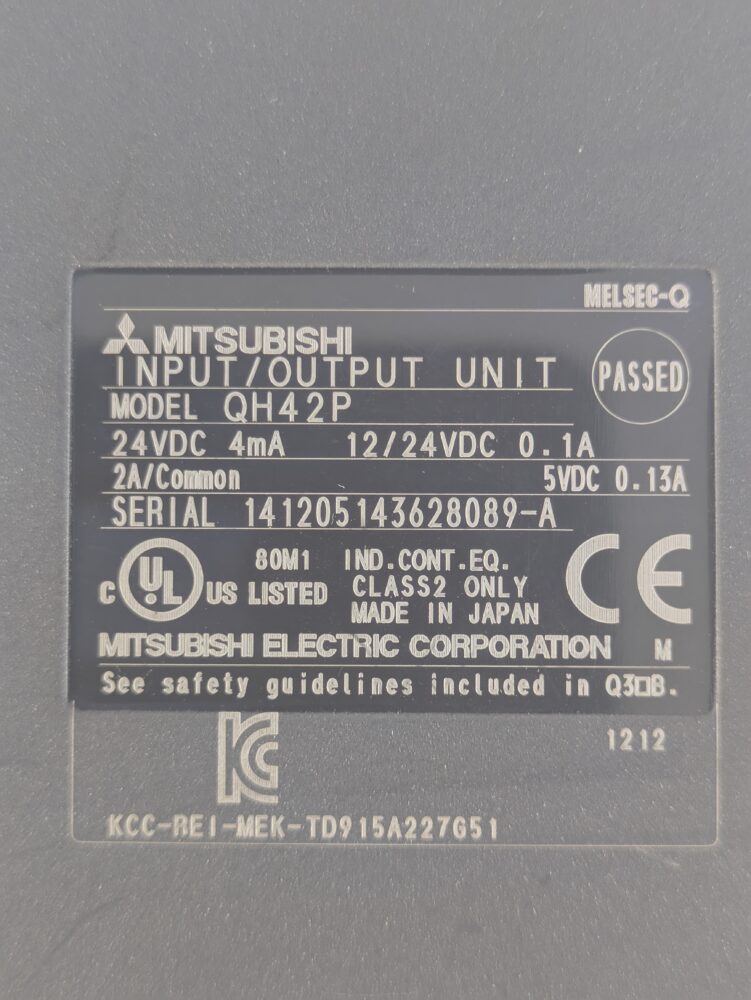 MELSEC-Q
MITSUBISHI
INPUT/OUTPUT UNIT
PASSED
MODEL QH42P
24VDC 4mA 12/24VDC 0.1A
2A/Common 5VDC 0.13A
SERIAL 141205143628089-A
C UL US LISTED 80M1 IND.CONT.EQ.
CLASS2 ONLY
MADE IN JAPAN
CE
MITSUBISHI ELECTRIC CORPORATION M
See safety guidelines included in Q3□B.
KC
1212
KCC-REI-MEK-TD915A227G51